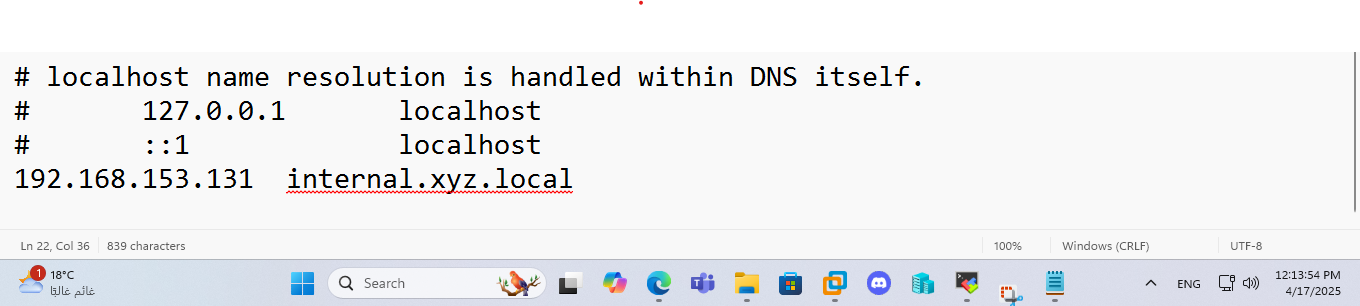 # localhost name resolution is handled within DNS itself.
#       127.0.0.1       localhost
#       ::1             localhost
192.168.153.131  internal.xyz.local
Ln 22, Col 36 839 characters 100% Windows (CRLF) UTF-8
1
18°C
غائم غالبًا
Search
ENG
12:13:54 PM
4/17/2025